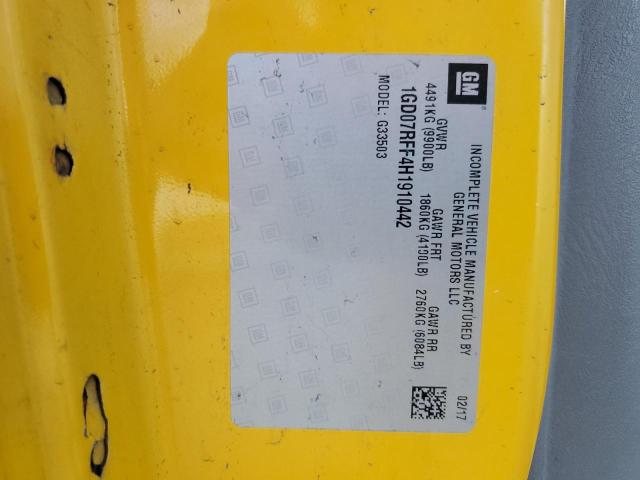 GM
INCOMPLETE VEHICLE MANUFACTURED BY
GENERAL MOTORS LLC
02/17
GVWR GAWR FRT GAWR RR
4491KG (9900LB) 1860KG (4100LB) 2760KG (6084LB)
1GD07RFF4H1910442
MODEL: G33503